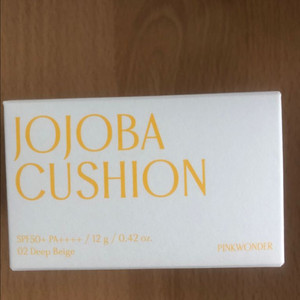 JOJOBA
CUSHION
SPF50+ PA++++ / 12 g / 0.42 oz.
02 Deep Beige
PINKWONDER